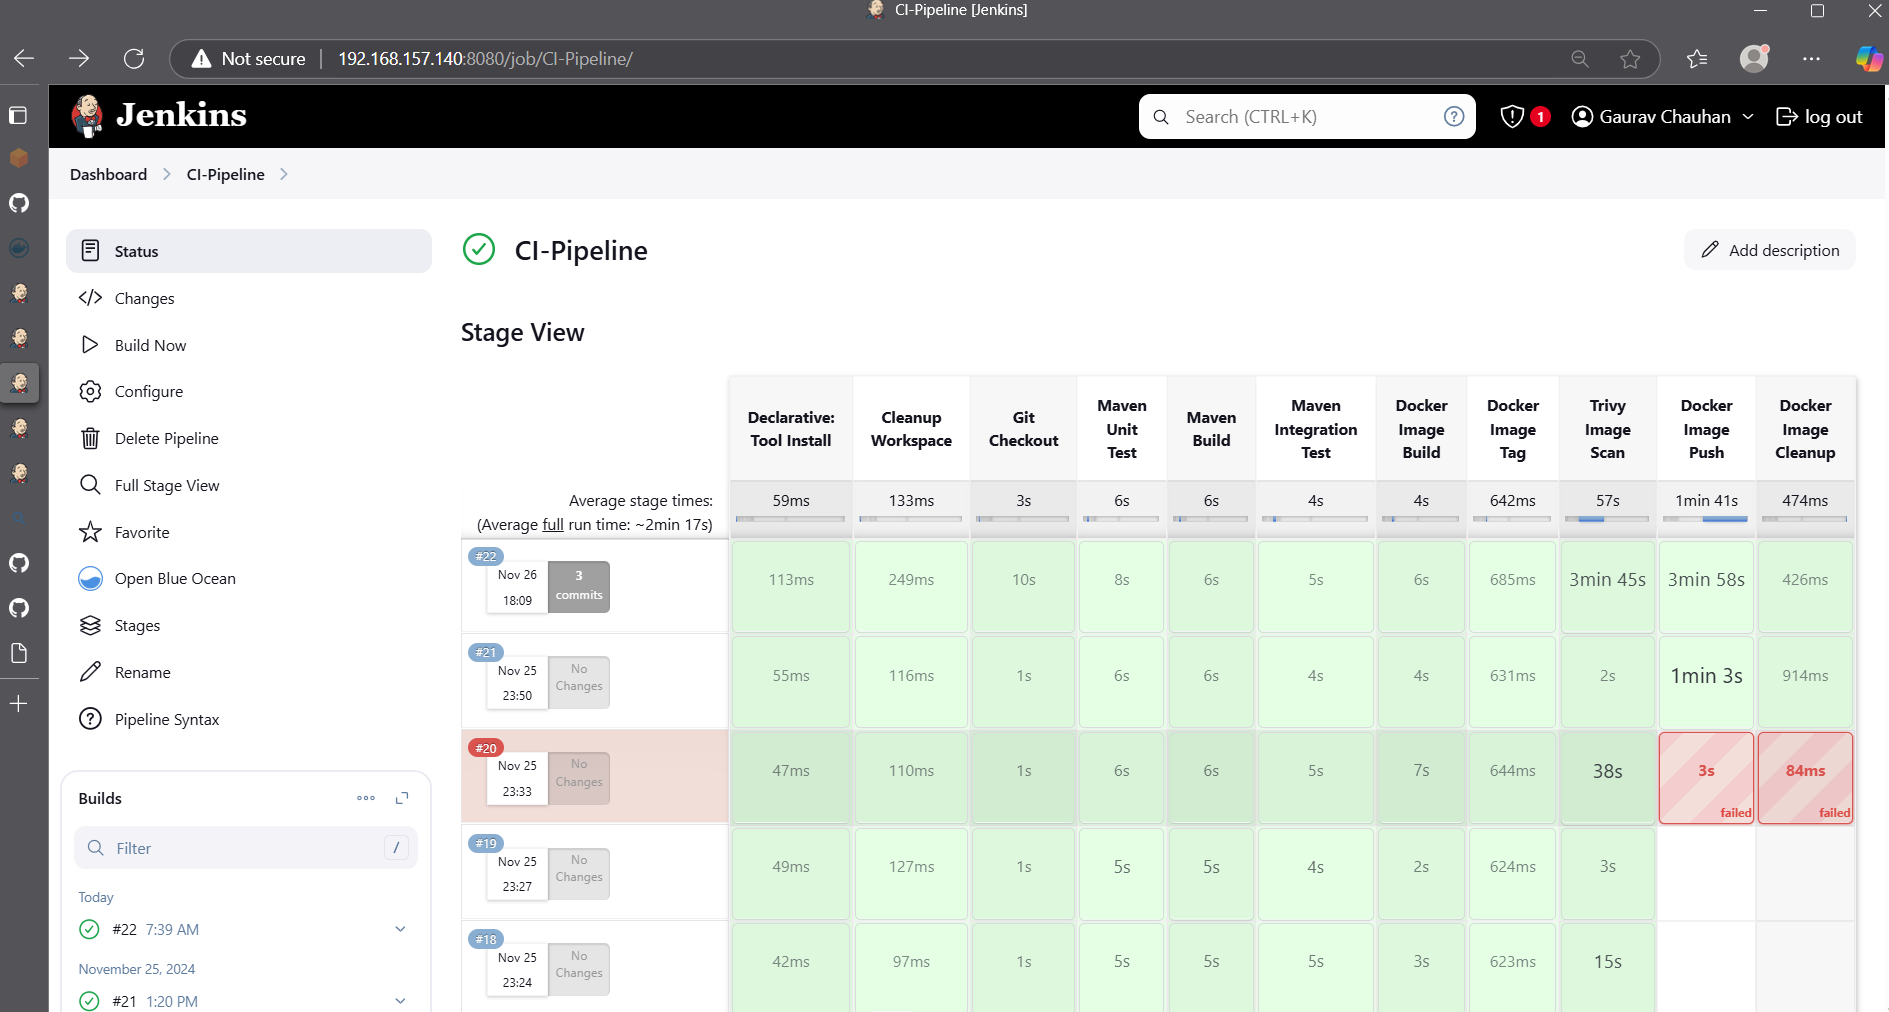 CI-Pipeline [Jenkins]
Not secure
192.168.157.140:8080/job/CI-Pipeline/
Jenkins
Search (CTRL+K)
?
1
Gaurav Chauhan
log out
Dashboard
CI-Pipeline
Status
Changes
Build Now
Configure
Delete Pipeline
Full Stage View
Favorite
Open Blue Ocean
Stages
Rename
Pipeline Syntax
Builds
Filter
/
Today
#22 7:39 AM
November 25, 2024
#21 1:20 PM
CI-Pipeline
Add description
Stage View
Declarative:
Tool Install
Cleanup
Workspace
Git
Checkout
Maven
Unit
Test
Maven
Build
Maven
Integration
Test
Docker
Image
Build
Docker
Image
Tag
Trivy
Image
Scan
Docker
Image
Push
Docker
Image
Cleanup
Average stage times:
(Average full run time: ~2min 17s)
59ms
133ms
3s
6s
6s
4s
4s
642ms
57s
1min 41s
474ms
#22
Nov 26
18:09
3
commits
113ms
249ms
10s
8s
6s
5s
6s
685ms
3min 45s
3min 58s
426ms
#21
Nov 25
23:50
No
Changes
55ms
116ms
1s
6s
6s
4s
4s
631ms
2s
1min 3s
914ms
#20
Nov 25
23:33
No
Changes
47ms
110ms
1s
6s
6s
5s
7s
644ms
38s
3s
failed
84ms
failed
#19
Nov 25
23:27
No
Changes
49ms
127ms
1s
5s
5s
4s
2s
624ms
3s
#18
Nov 25
23:24
No
Changes
42ms
97ms
1s
5s
5s
5s
3s
623ms
15s